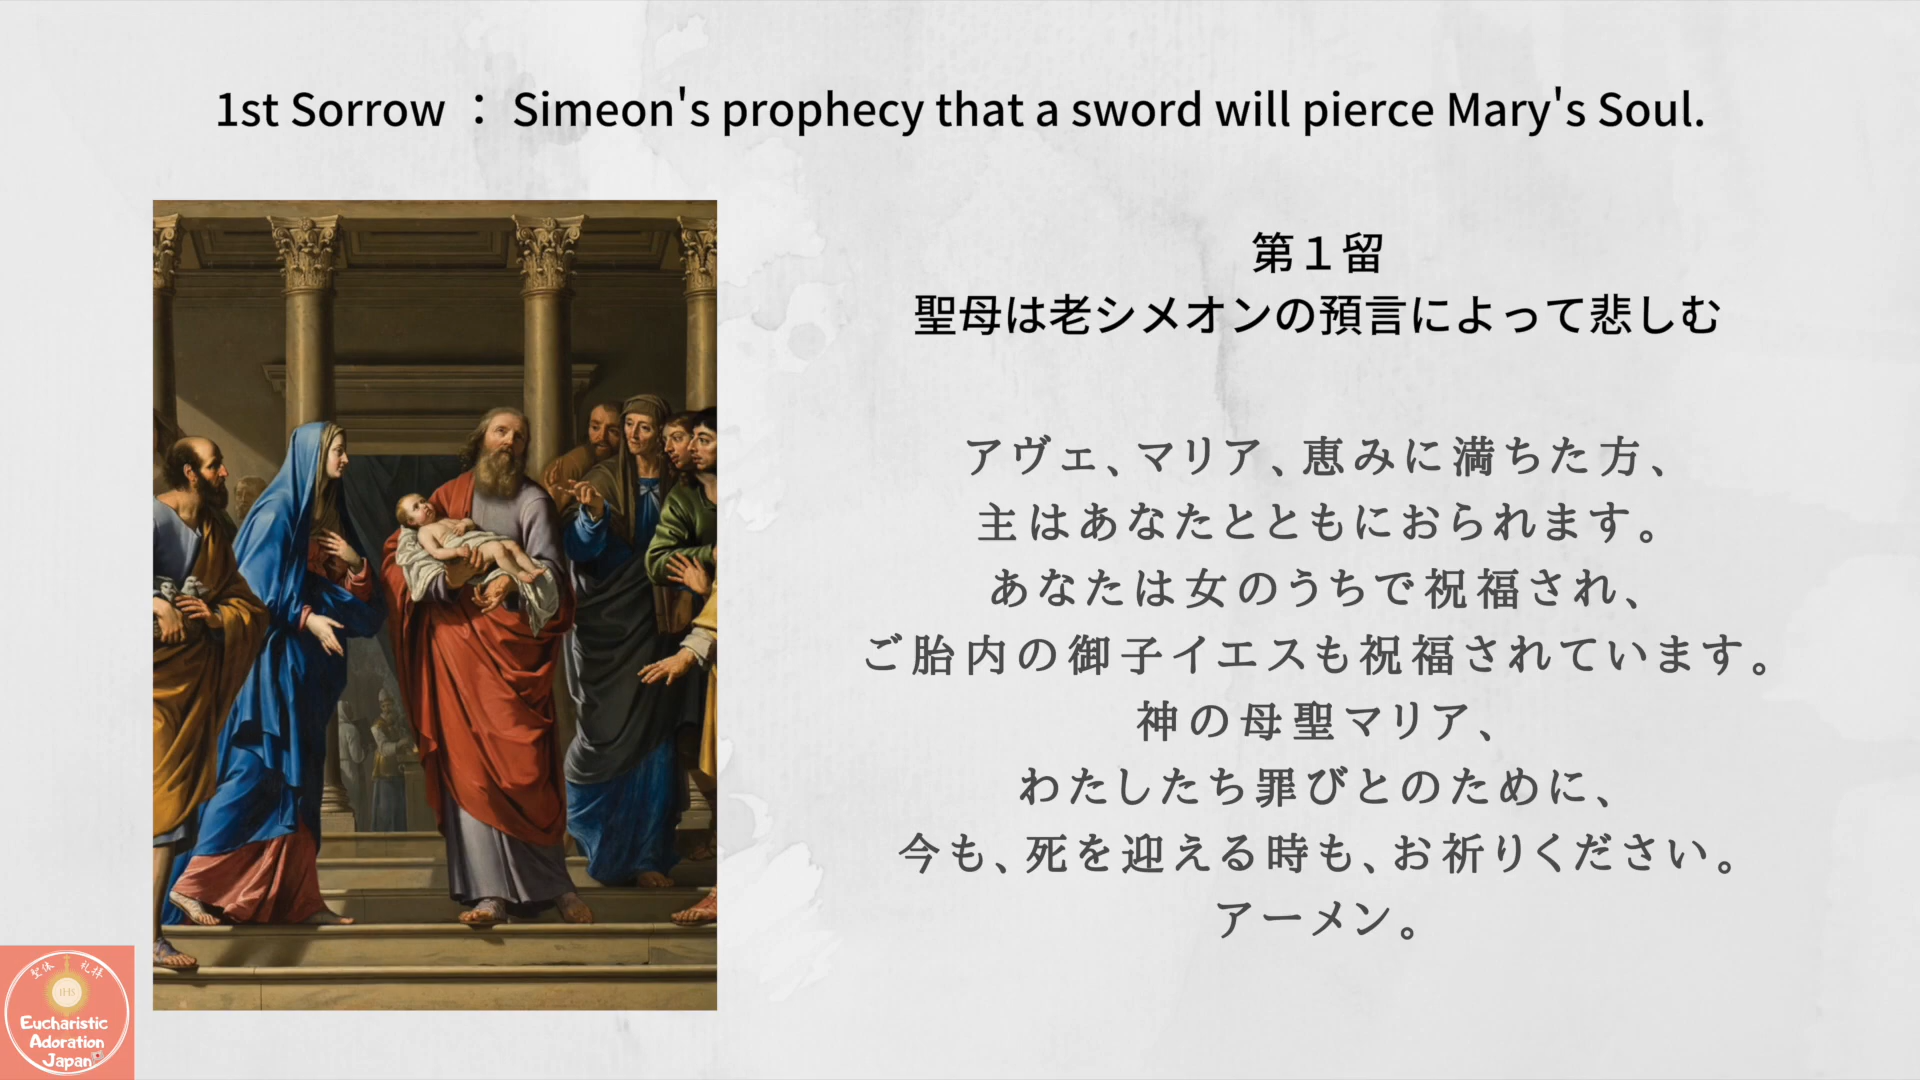 1st Sorrow ： Simeon's prophecy that a sword will pierce Mary's Soul.
第１留
聖母は老シメオンの預言によって悲しむ
アヴェ、マリア、恵みに満ちた方、
主はあなたとともにおられます。
あなたは女のうちで祝福され、
ご胎内の御子イエスも祝福されています。
神の母聖マリア、
わたしたち罪びとのために、
今も、死を迎える時も、お祈りください。
アーメン。
聖体 礼拝
IHS
Eucharistic
Adoration
Japan